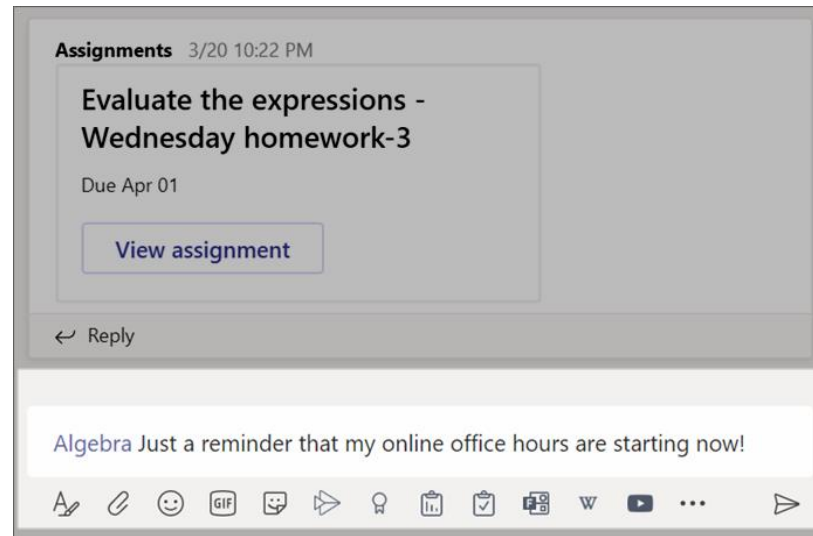 Assignments 3/20 10:22 PM
Evaluate the expressions -
Wednesday homework-3
Due Apr 01
View assignment
Reply
Algebra Just a reminder that my online office hours are starting now!
GIF
W